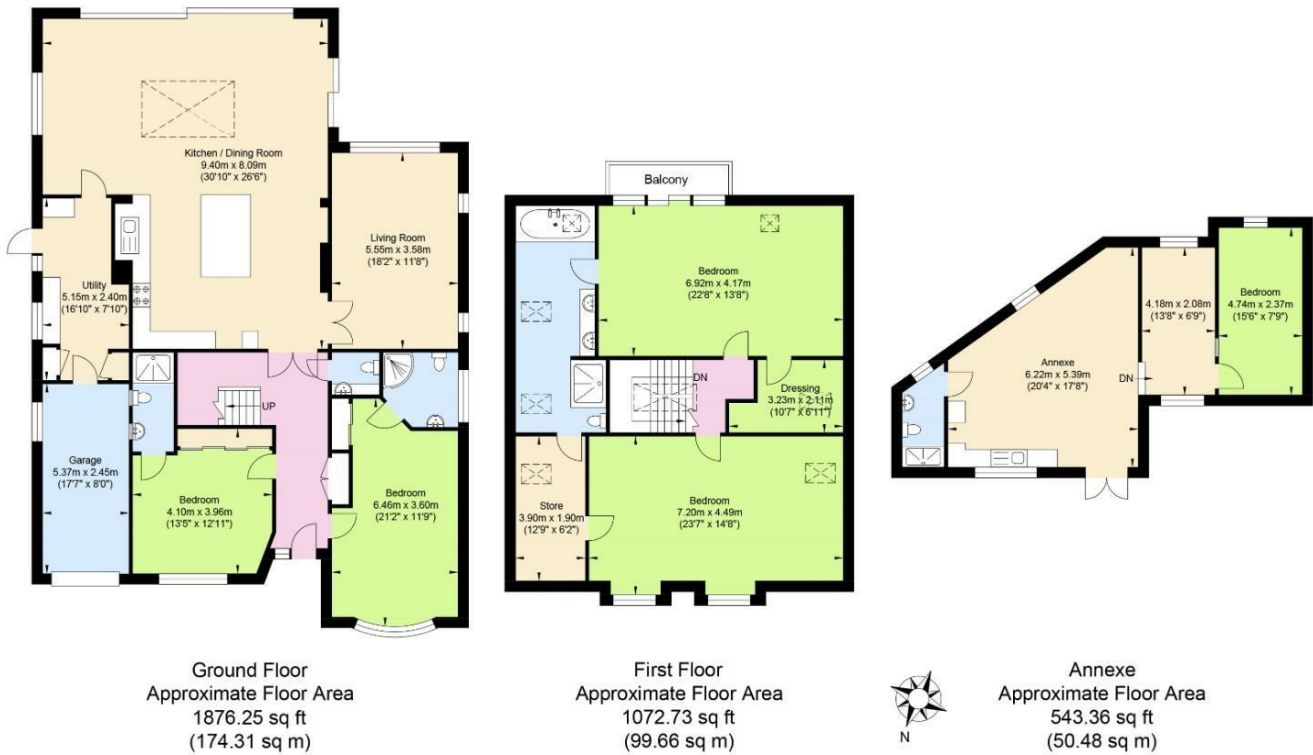 Kitchen / Dining Room
9.40m x 8.09m
(30'10" x 26'6")
Living Room
5.55m x 3.58m
(18'2" x 11'8")
Utility
5.15m x 2.40m
(16'10" x 7'10")
UP
Garage
5.37m x 2.45m
(17'7" x 8'0")
Bedroom
4.10m x 3.96m
(13'5" x 12'11")
Bedroom
6.46m x 3.60m
(21'2" x 11'9")
Ground Floor
Approximate Floor Area
1876.25 sq ft
(174.31 sq m)
Balcony
Bedroom
6.92m x 4.17m
(22'8" x 13'8")
DN
Dressing
3.23m x 2.11m
(10'7" x 6'11")
Store
3.90m x 1.90m
(12'9" x 6'2")
Bedroom
7.20m x 4.49m
(23'7" x 14'8")
First Floor
Approximate Floor Area
1072.73 sq ft
(99.66 sq m)
Annexe
6.22m x 5.39m
(20'4" x 17'8")
DN
4.18m x 2.08m
(13'8" x 6'9")
Bedroom
4.74m x 2.37m
(15'6" x 7'9")
N
Annexe
Approximate Floor Area
543.36 sq ft
(50.48 sq m)